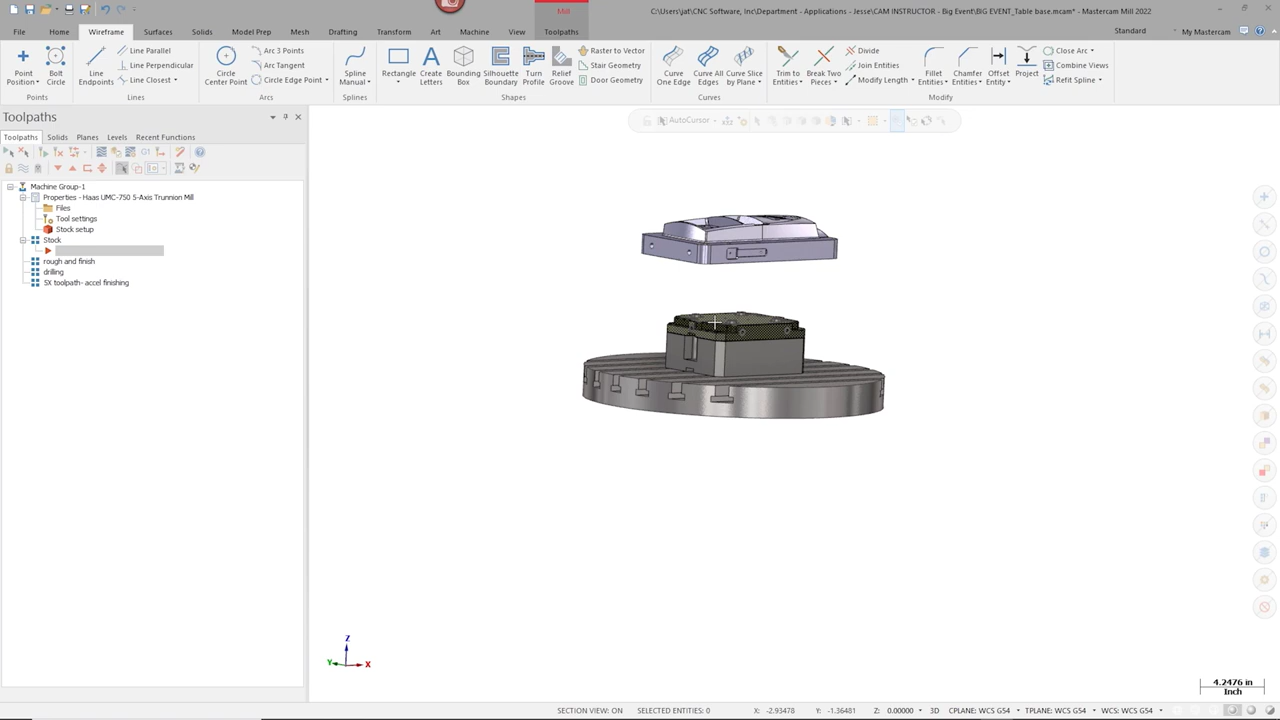 Mill
C:\Users\jat\CNC Software, Inc\Department - Applications - Jesse\CAM INSTRUCTOR - Big Event\BIG EVENT_Table base.mcam* - Mastercam Mill 2022
File Home Wireframe Surfaces Solids Model Prep Mesh Drafting Transform Art Machine View Toolpaths Standard My Mastercam
Point Position
Bolt Circle
Points
Line Endpoints
Line Parallel
Line Perpendicular
Line Closest
Lines
Circle Center Point
Arc 3 Points
Arc Tangent
Circle Edge Point
Arcs
Spline Manual
Splines
Rectangle
Create Letters
Bounding Box
Silhouette Boundary
Turn Profile
Relief Groove
Raster to Vector
Stair Geometry
Door Geometry
Shapes
Curve One Edge
Curve All Edges
Curve Slice by Plane
Curves
Trim to Entities
Break Two Pieces
Divide
Join Entities
Modify Length
Fillet Entities
Chamfer Entities
Offset Entity
Project
Close Arc
Combine Views
Refit Spline
Modify
Toolpaths
Toolpaths Solids Planes Levels Recent Functions
G1
AutoCursor
Machine Group-1
Properties - Haas UMC-750 5-Axis Trunnion Mill
Files
Tool settings
Stock setup
Stock
rough and finish
drilling
5X toolpath- accel finishing
Z
Y X
4.2476 in
Inch
SECTION VIEW: ON SELECTED ENTITIES: 0 X: -2.93478 Y: -1.36481 Z: 0.00000 3D CPLANE: WCS G54 TPLANE: WCS G54 WCS: WCS G54